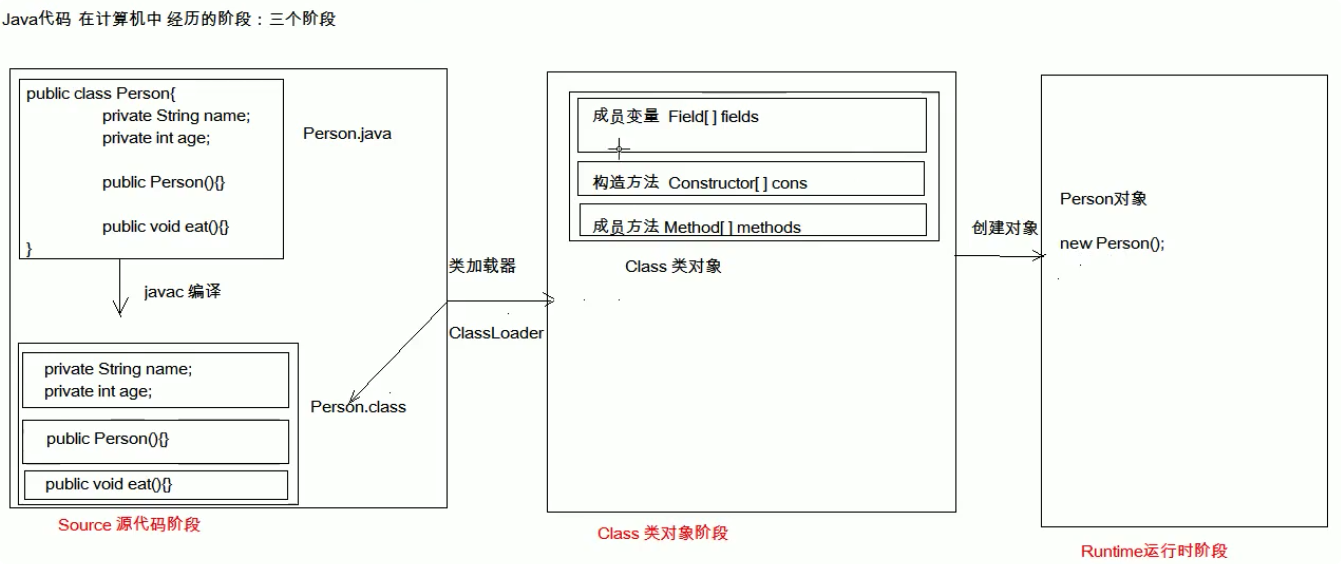 Java代码 在计算机中 经历的阶段：三个阶段
public class Person{
private String name;
private int age;
public Person(){}
public void eat(){}
}
Person.java
javac 编译
private String name;
private int age;
public Person(){}
public void eat(){}
Person.class
Source 源代码阶段
类加载器
ClassLoader
成员变量 Field[ ] fields
构造方法 Constructor[ ] cons
成员方法 Method[ ] methods
Class 类对象
Class 类对象阶段
创建对象
Person对象
new Person();
Runtime运行时阶段